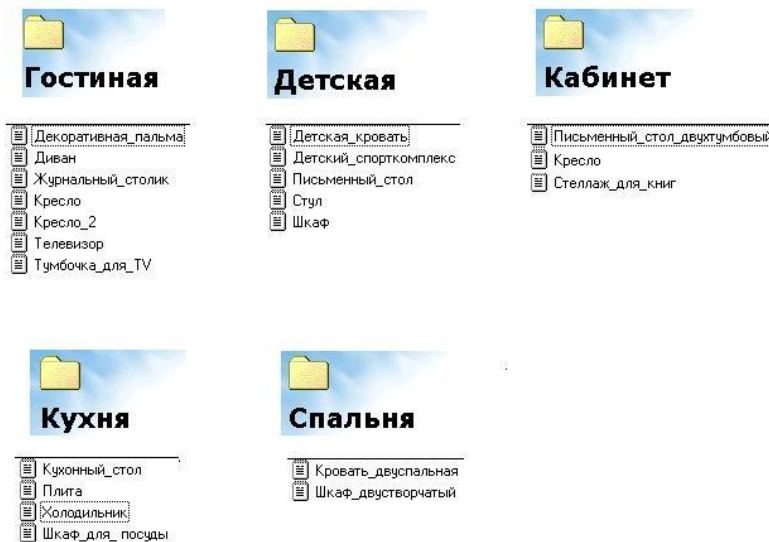 Гостиная
Декоративная_пальма
Диван
Журнальный_столик
Кресло
Кресло_2
Телевизор
Тумбочка_для_TV
Детская
Детская_кровать
Детский_спорткомплекс
Письменный_стол
Стул
Шкаф
Кабинет
Письменный_стол_двухтумбовый
Кресло
Стеллаж_для_книг
Кухня
Кухонный_стол
Плита
Холодильник
Шкаф_для_ посуды
Спальня
Кровать_двуспальная
Шкаф_двустворчатый